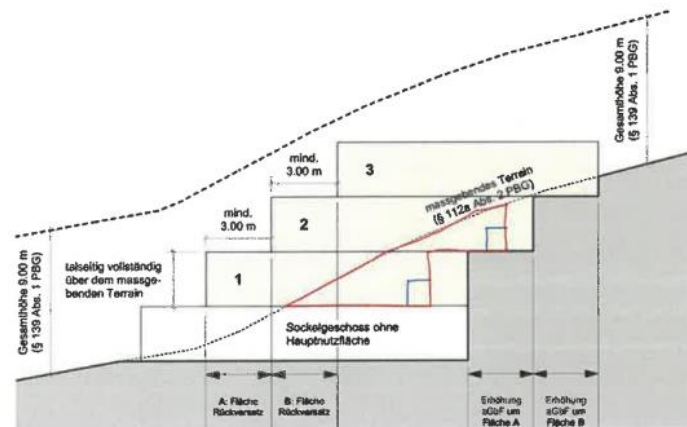 Gesamthöhe 9.00 m
(§ 139 Abs. 1 PBG)
mind.
3.00 m
3
massgebendes Terrain
(§ 112a Abs. 2 PBG)
mind.
3.00 m
2
talseitig vollständig
über dem massge-
benden Terrain
1
Gesamthöhe 9.00 m
(§ 139 Abs. 1 PBG)
Sockelgeschoss ohne
Hauptnutzfläche
A: Fläche
Rückversatz
B: Fläche
Rückversatz
Erhöhung
aGbF um
Fläche A
Erhöhung
aGbF um
Fläche B